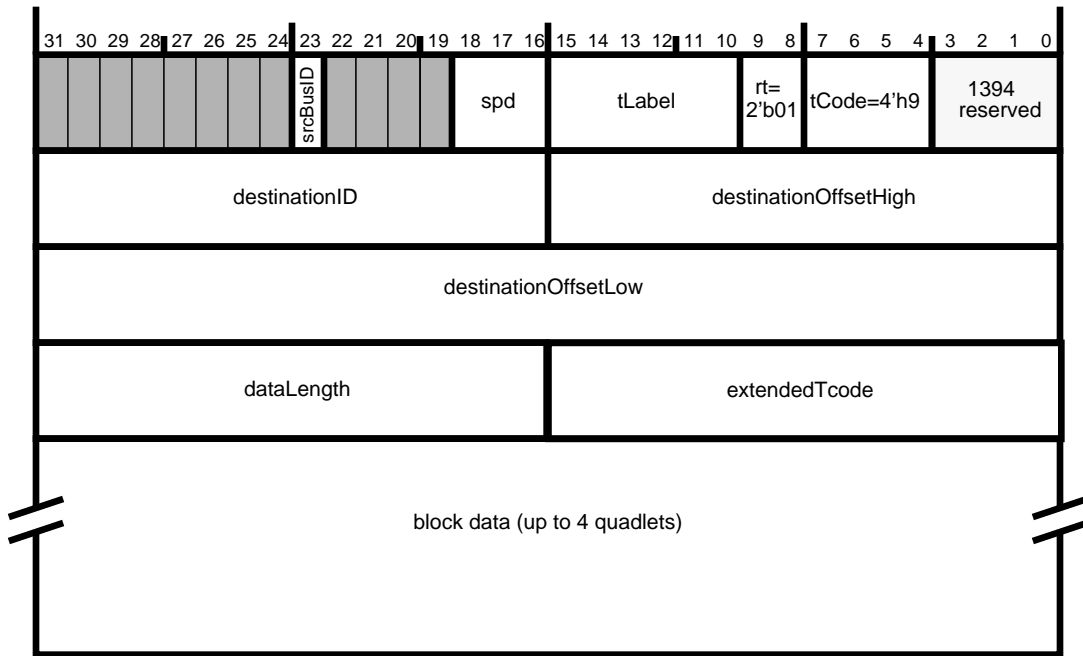 31 30 29 28 27 26 25 24 23 22 21 20 19 18 17 16 15 14 13 12 11 10 9 8 7 6 5 4 3 2 1 0
srcBusID
spd
tLabel
rt=
2’b01
tCode=4’h9
1394
reserved
destinationID
destinationOffsetHigh
destinationOffsetLow
dataLength
extendedTcode
block data (up to 4 quadlets)